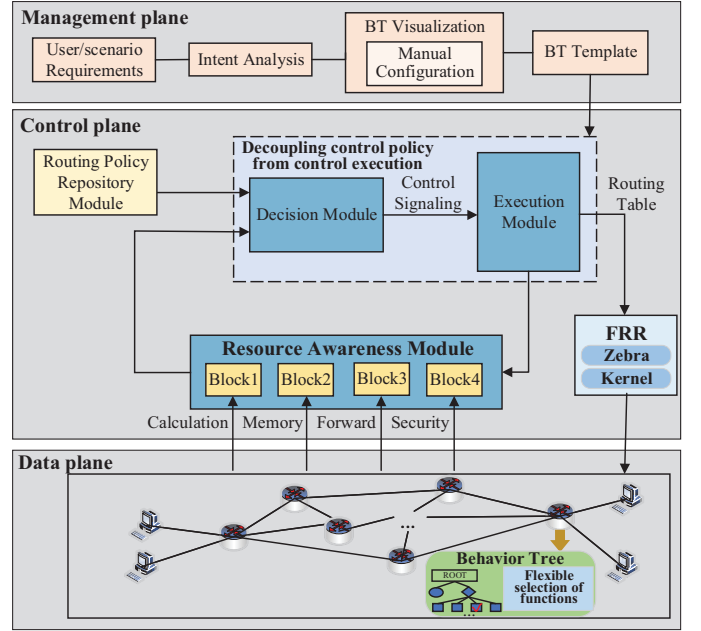 Management plane
User/scenario
Requirements
Intent Analysis
BT Visualization
Manual
Configuration
BT Template
Control plane
Decoupling control policy
from control execution
Routing Policy
Repository
Module
Decision Module
Control
Signaling
Execution
Module
Routing
Table
FRR
Zebra
Kernel
Resource Awareness Module
Block1
Block2
Block3
Block4
Calculation
Memory
Forward
Security
Data plane
...
Behavior Tree
ROOT
...
Flexible
selection of
functions